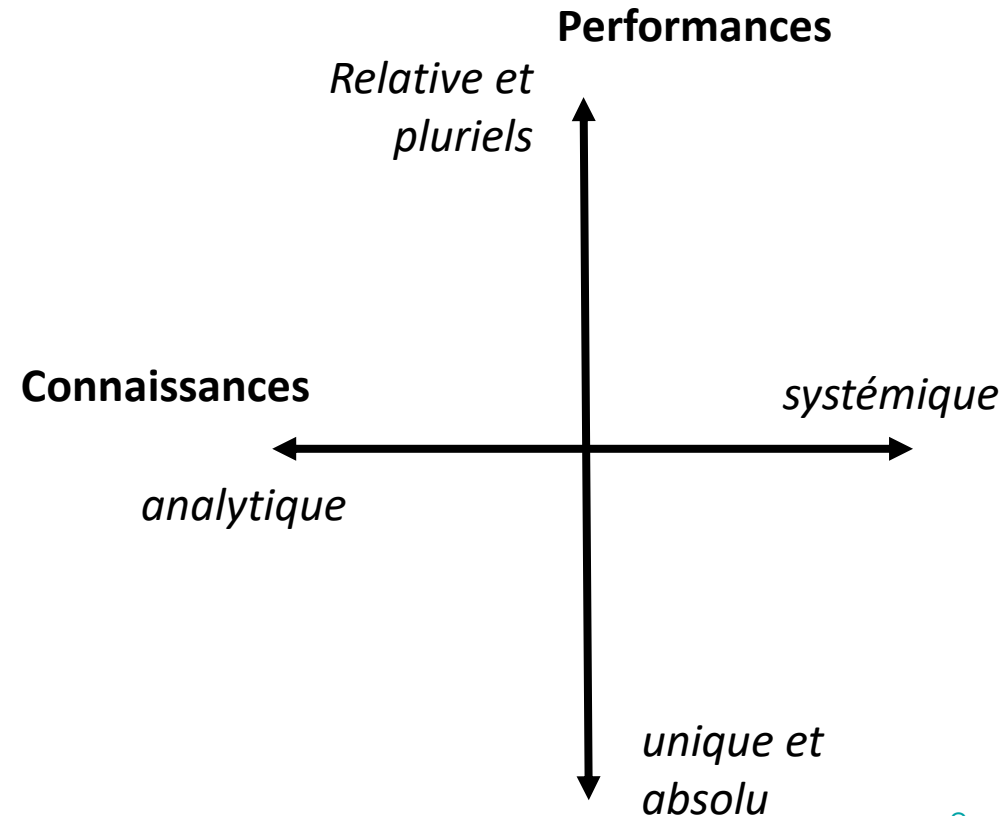 Performances
Relative et
pluriels
Connaissances
systémique
analytique
unique et
absolu